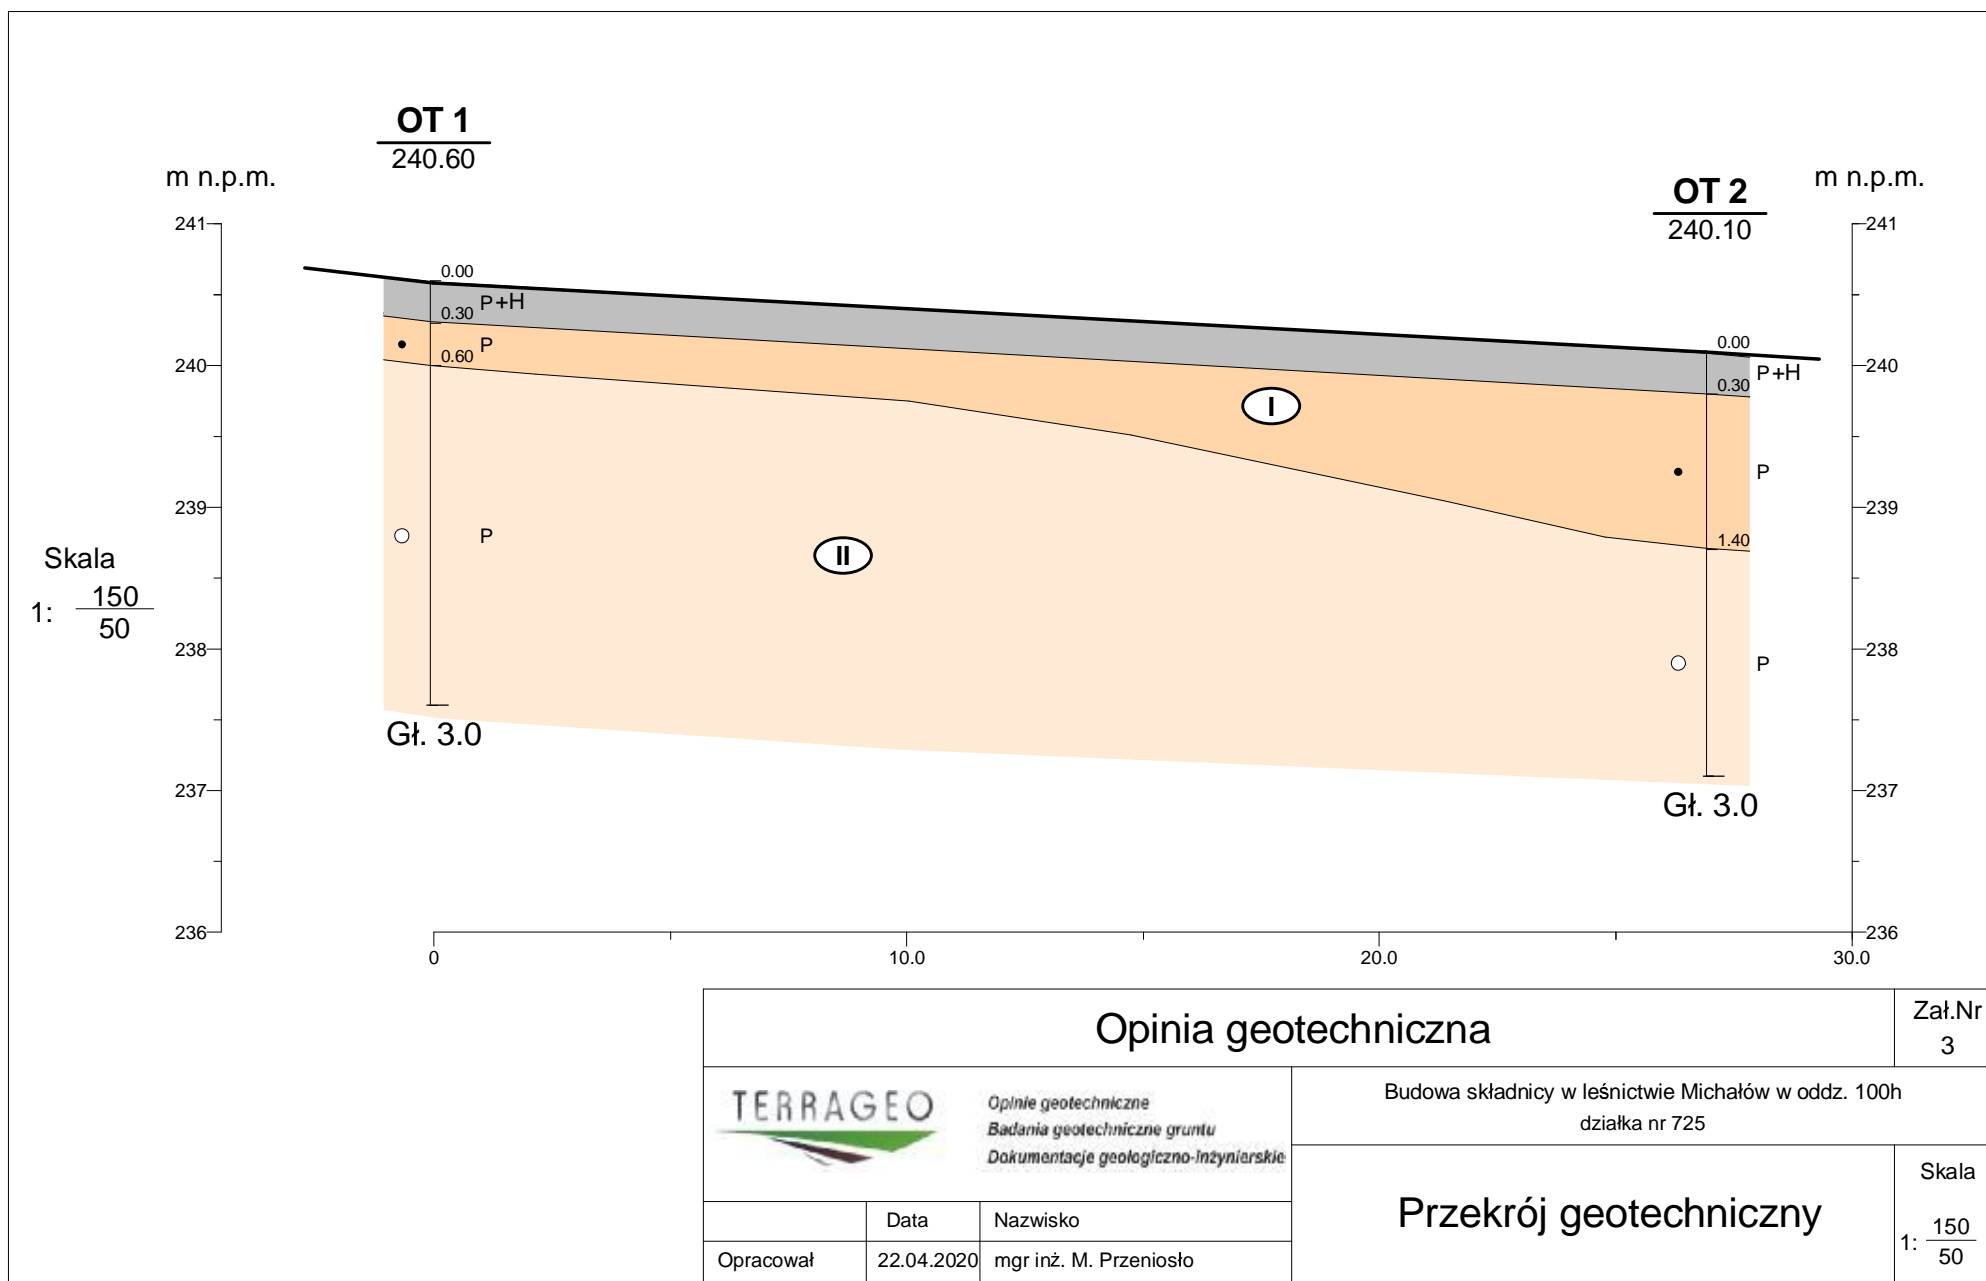 OT 1
240.60
m n.p.m.
OT 2
240.10
m n.p.m.
241
240
239
238
237
236
241
240
239
238
237
236
0.00
P+H
0.30
P
0.60
P
Gł. 3.0
0.00
P+H
0.30
P
1.40
P
Gł. 3.0
I
II
Skala
1: 150
50
0
10.0
20.0
30.0
Opinia geotechniczna
Zał.Nr
3
TERRAGEO
Opinie geotechniczne
Badania geotechniczne gruntu
Dokumentacje geologiczno-inżynierskie
Budowa składnicy w leśnictwie Michałów w oddz. 100h
działka nr 725
Przekrój geotechniczny
Skala
1: 150
50
Data
Nazwisko
Opracował
22.04.2020
mgr inż. M. Przeniosło